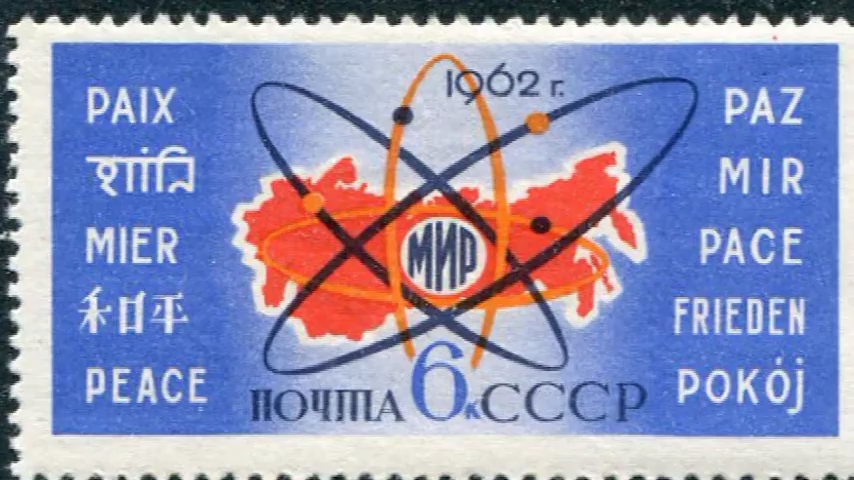 1962 г.
PAIX
शांति
MIER
和平
PEACE
PAZ
MIR
PACE
FRIEDEN
POKÓJ
МИР
ПОЧТА 6к СССР